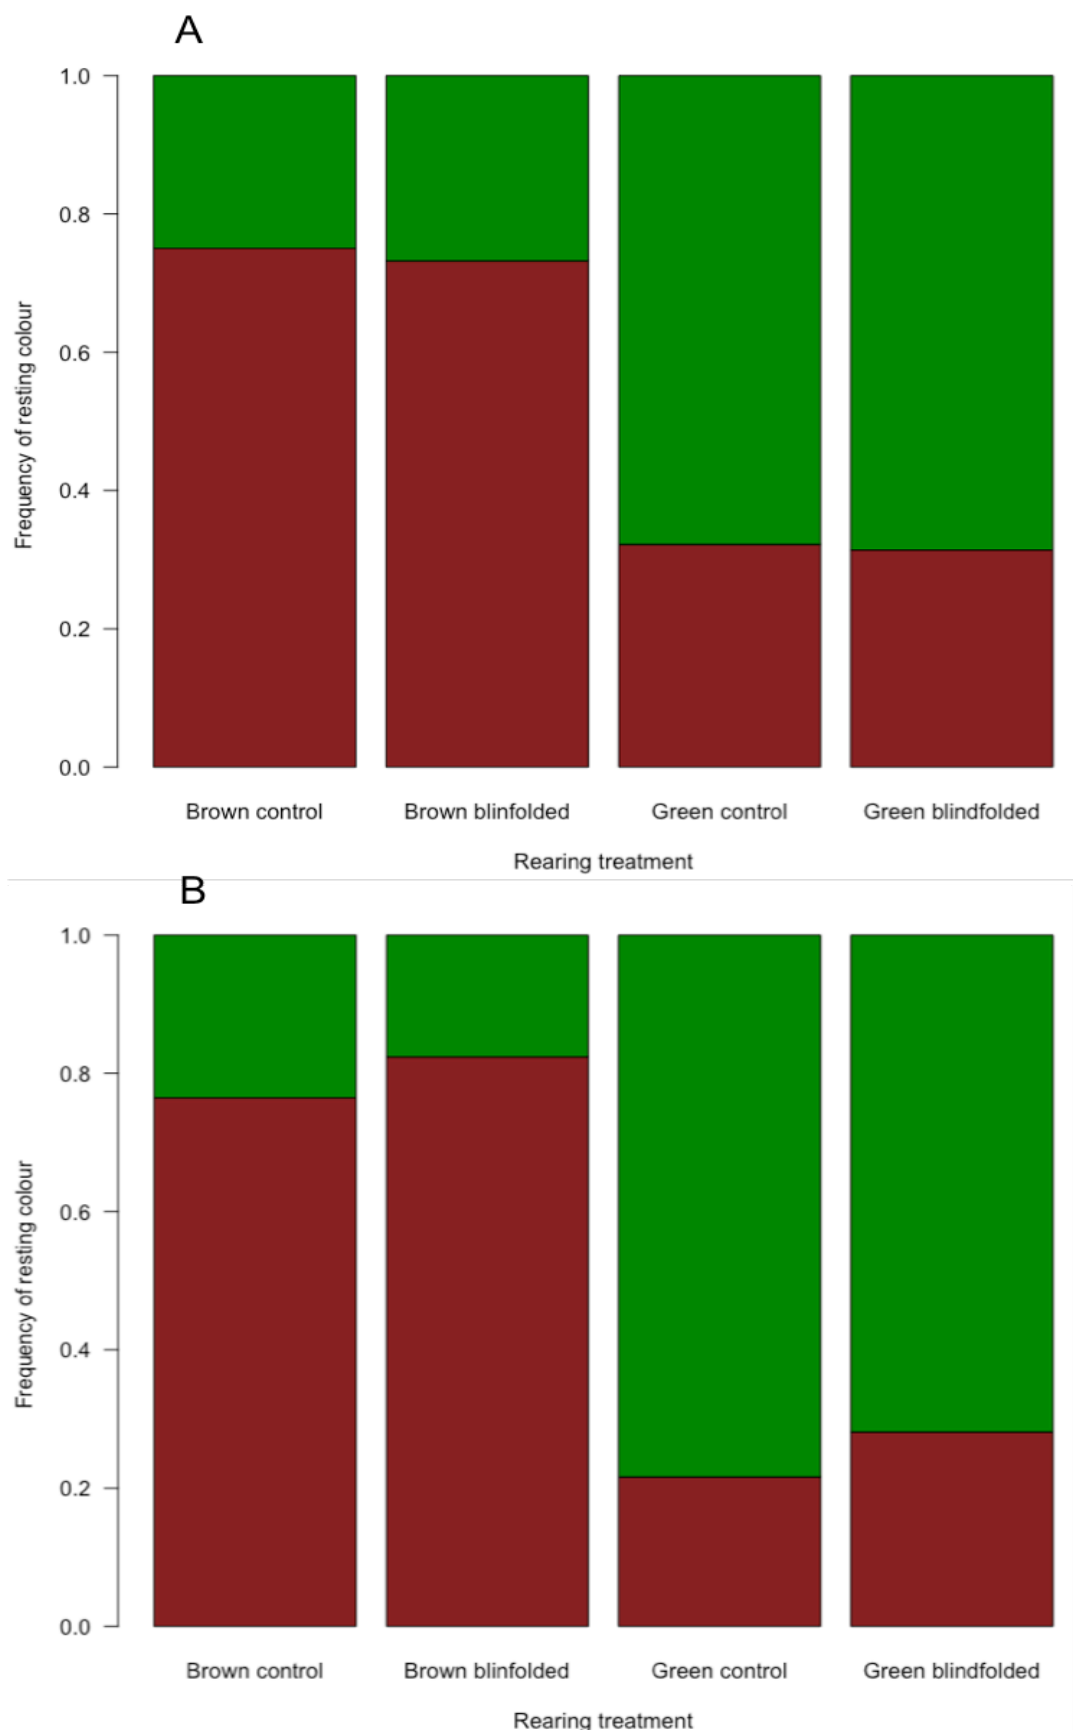 A
1.0
0.8
0.6
0.4
0.2
0.0
Frequency of resting colour
Brown control Brown blinfolded Green control Green blindfolded
Rearing treatment
B
1.0
0.8
0.6
0.4
0.2
0.0
Frequency of resting colour
Brown control Brown blinfolded Green control Green blindfolded
Rearing treatment